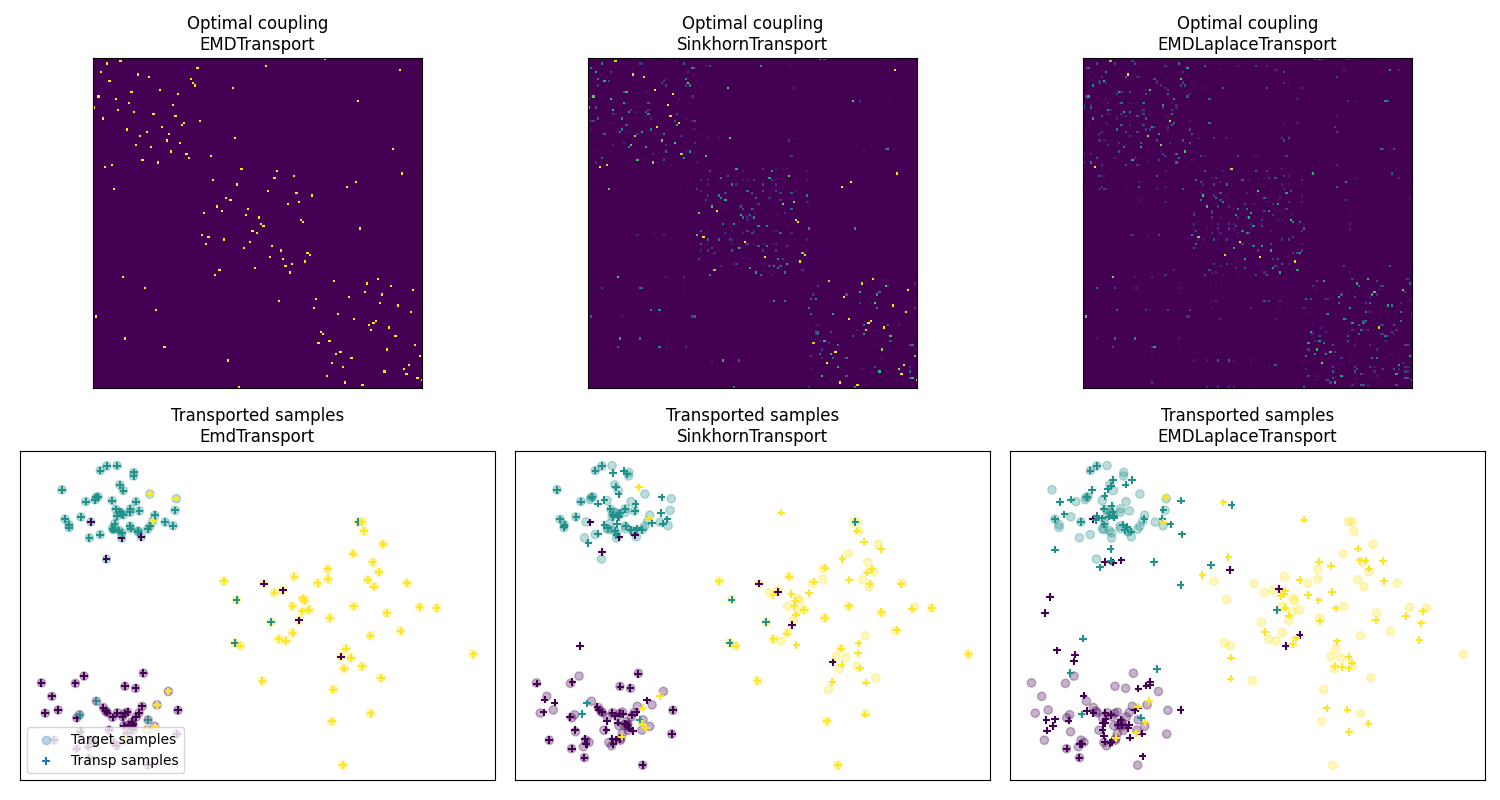 Optimal coupling
EMDTransport
Optimal coupling
SinkhornTransport
Optimal coupling
EMDLaplaceTransport
Transported samples
EmdTransport
Transported samples
SinkhornTransport
Transported samples
EMDLaplaceTransport
Target samples
Transp samples